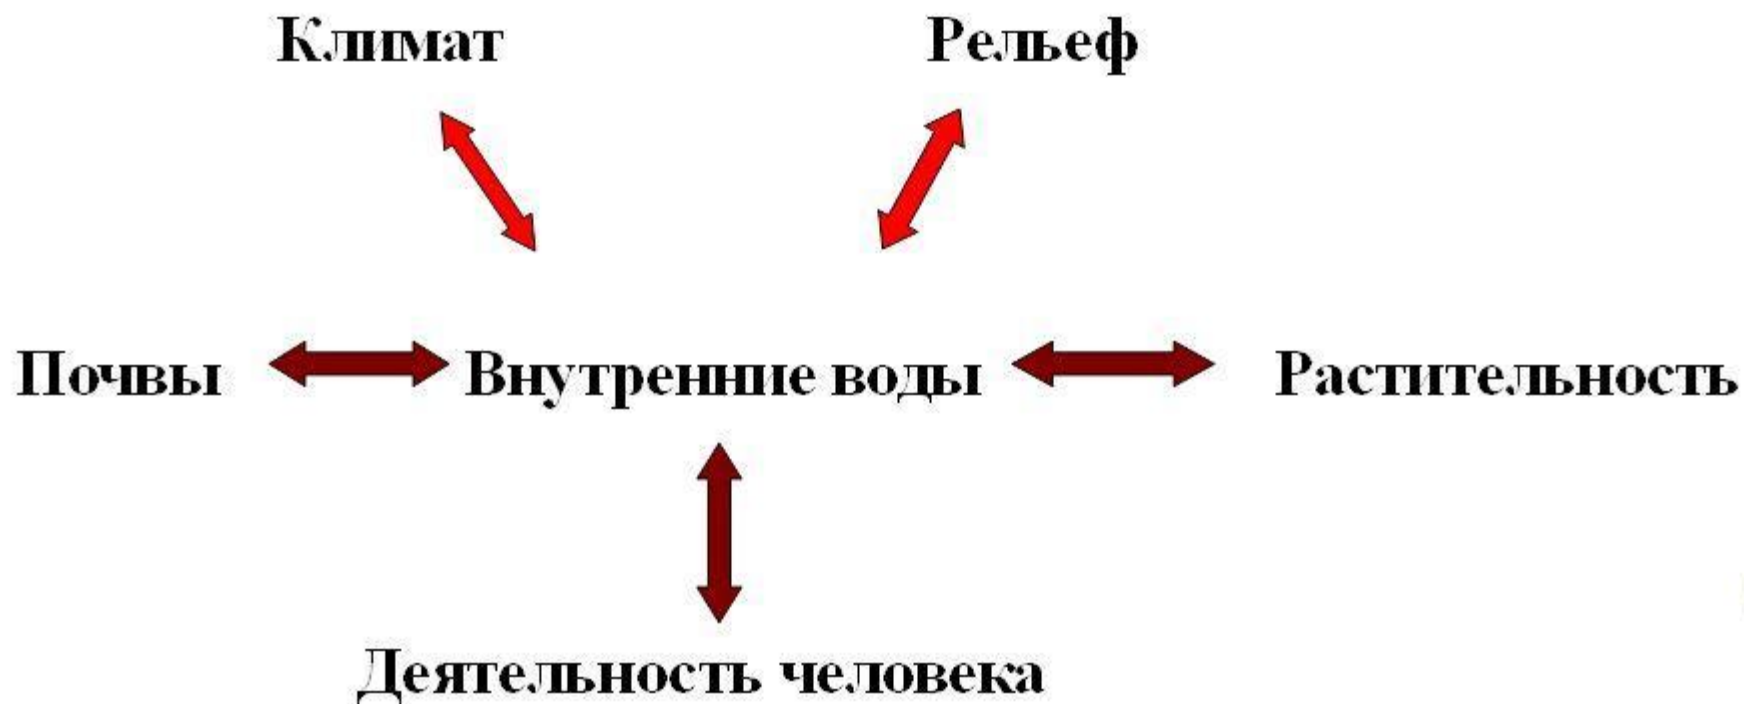 Климат
Рельеф
Почвы
Внутренние воды
Растительность
Деятельность человека